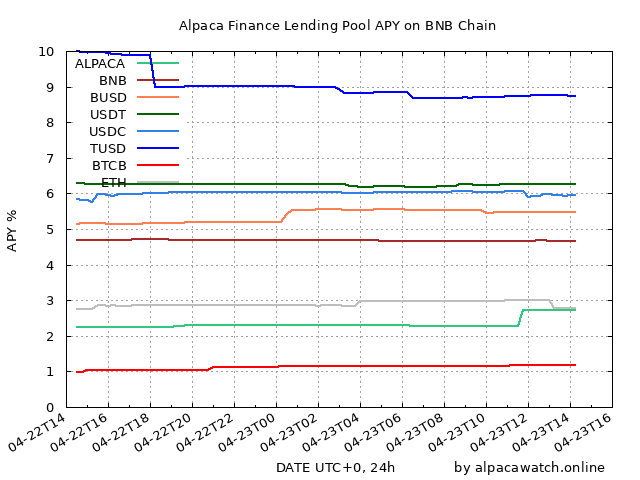 Alpaca Finance Lending Pool APY on BNB Chain
10
9
8
7
6
5
4
3
2
1
0
APY %
ALPACA
BNB
BUSD
USDT
USDC
TUSD
BTCB
ETH
04-22T14
04-22T16
04-22T18
04-22T20
04-22T22
04-23T00
04-23T02
04-23T04
04-23T06
04-23T08
04-23T10
04-23T12
04-23T14
04-23T16
DATE UTC+0, 24h
by alpacawatch.online